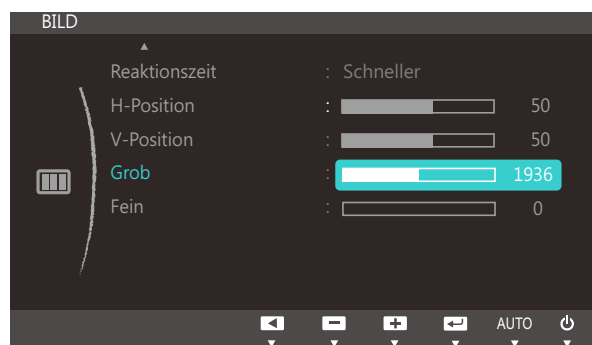 BILD
Reaktionszeit : Schneller
H-Position : 50
V-Position : 50
Grob : 1936
Fein : 0
AUTO